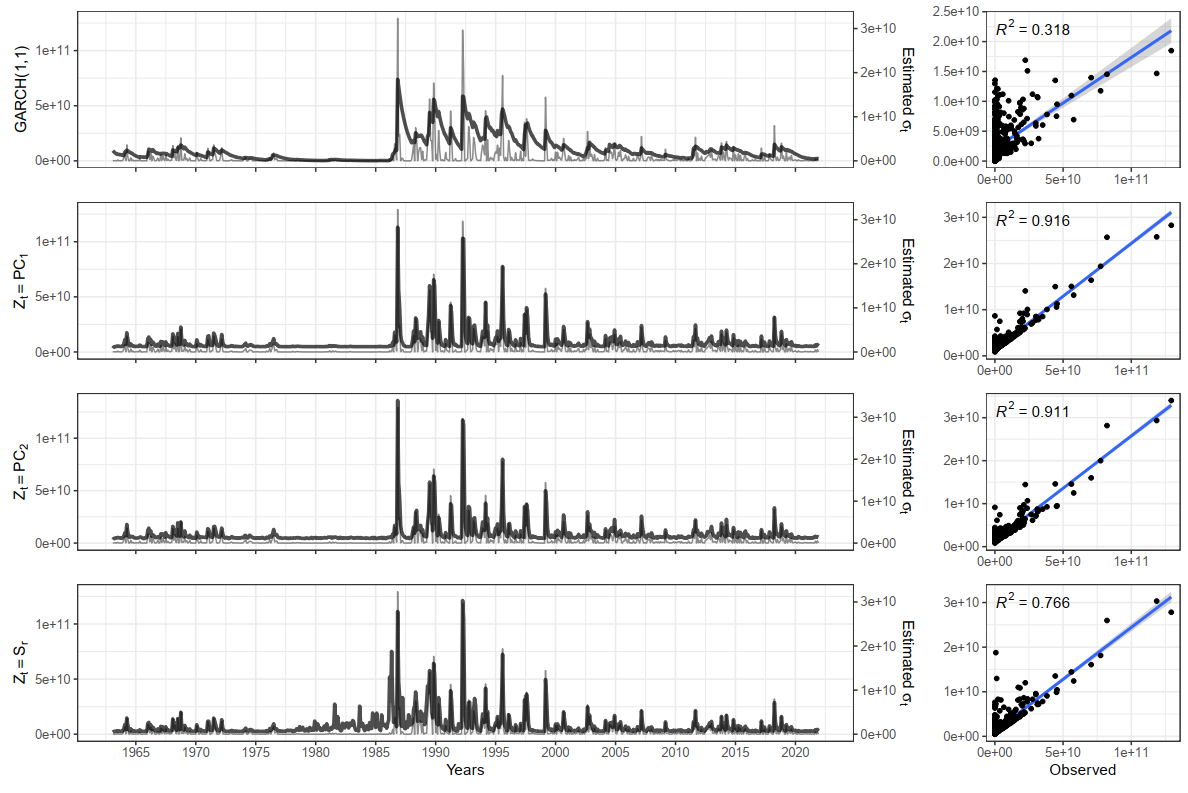 GARCH(1,1)
1e+11
5e+10
0e+00
3e+10
2e+10
1e+10
0e+00
Estimated σt
R2 = 0.318
2.5e+10
2.0e+10
1.5e+10
1.0e+10
5.0e+09
0.0e+00
0e+00 5e+10 1e+11
Zt = PC1
1e+11
5e+10
0e+00
3e+10
2e+10
1e+10
0e+00
Estimated σt
R2 = 0.916
3e+10
2e+10
1e+10
0e+00
0e+00 5e+10 1e+11
Zt = PC2
1e+11
5e+10
0e+00
3e+10
2e+10
1e+10
0e+00
Estimated σt
R2 = 0.911
3e+10
2e+10
1e+10
0e+00
0e+00 5e+10 1e+11
Zt = Sr
1e+11
5e+10
0e+00
3e+10
2e+10
1e+10
0e+00
Estimated σt
R2 = 0.766
3e+10
2e+10
1e+10
0e+00
0e+00 5e+10 1e+11
1965 1970 1975 1980 1985 1990 1995 2000 2005 2010 2015 2020
Years
Observed